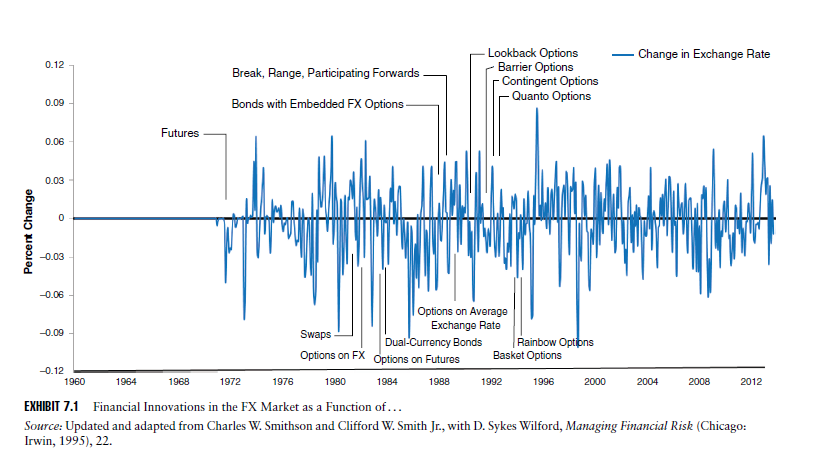 Lookback Options
Change in Exchange Rate
Barrier Options
Break, Range, Participating Forwards
Contingent Options
Quanto Options
Bonds with Embedded FX Options
Futures
Percent Change
0.12
0.09
0.06
0.03
0
−0.03
−0.06
−0.09
−0.12
Options on Average
Exchange Rate
Swaps
Dual-Currency Bonds
Rainbow Options
Options on FX
Options on Futures
Basket Options
1960 1964 1968 1972 1976 1980 1984 1988 1992 1996 2000 2004 2008 2012
EXHIBIT 7.1 Financial Innovations in the FX Market as a Function of . . .
Source: Updated and adapted from Charles W. Smithson and Clifford W. Smith Jr., with D. Sykes Wilford, Managing Financial Risk (Chicago:
Irwin, 1995), 22.